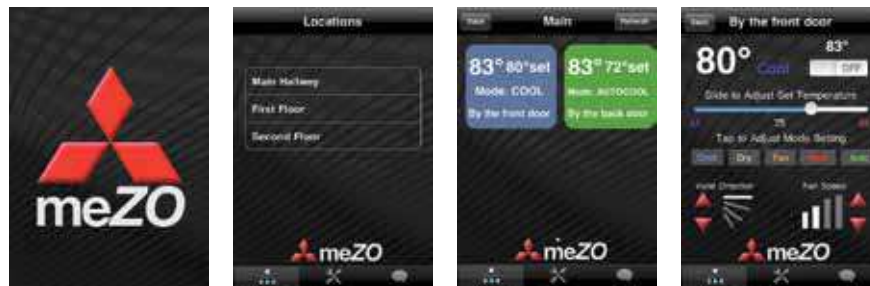 meZO
Locations
Main Hallway
First Floor
Second Floor
meZO
Back Main Refresh
83° 80°set
Mode: COOL
By the front door
83° 72°set
Mode: AUTOCOOL
By the back door
meZO
Back By the front door
83°
80° Cool OFF
Slide to Adjust Set Temperature
75
Tap to Adjust Mode Setting
Cool Dry Fan Heat Auto
Vane Direction Fan Speed
meZO